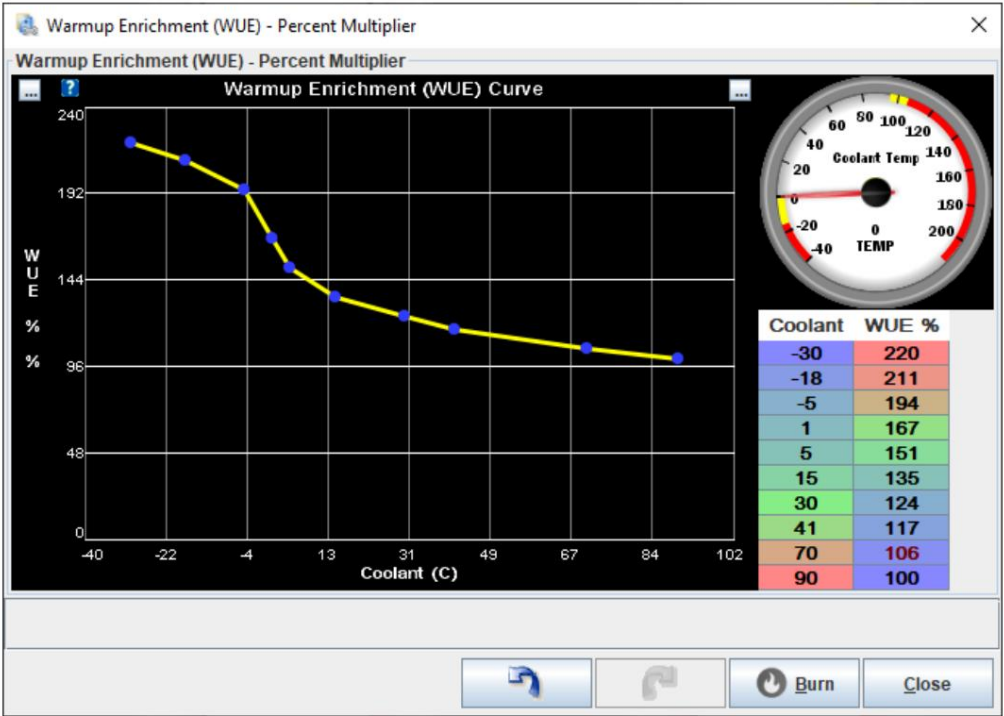 Warmup Enrichment (WUE) - Percent Multiplier
Warmup Enrichment (WUE) - Percent Multiplier
... ? Warmup Enrichment (WUE) Curve ...
240
192
144
96
48
0
WUE % %
-40 -22 -4 13 31 49 67 84 102
Coolant (C)
-40 -20 0 20 40 60 80 100 120 140 160 180 200
Coolant Temp
0
TEMP
Coolant WUE %
-30 220
-18 211
-5 194
1 167
5 151
15 135
30 124
41 117
70 106
90 100
Burn Close